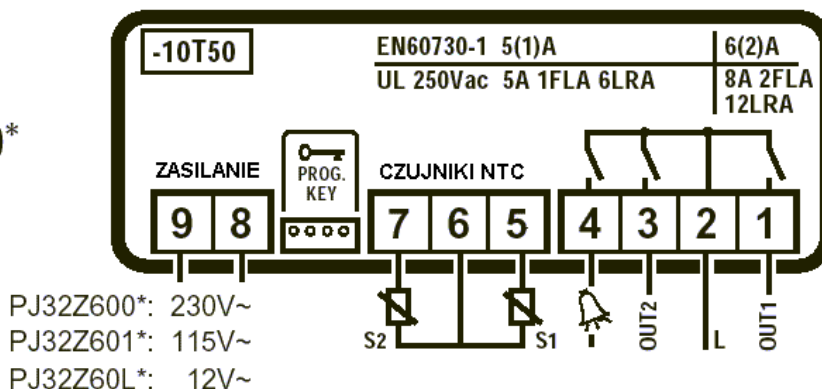 -10T50
EN60730-1 5(1)A 6(2)A
UL 250Vac 5A 1FLA 6LRA 8A 2FLA
12LRA
)*
ZASILANIE PROG. KEY CZUJNIKI NTC
9 8 7 6 5 4 3 2 1
S2 S1 OUT2 L OUT1
PJ32Z600*: 230V~
PJ32Z601*: 115V~
PJ32Z60L*: 12V~